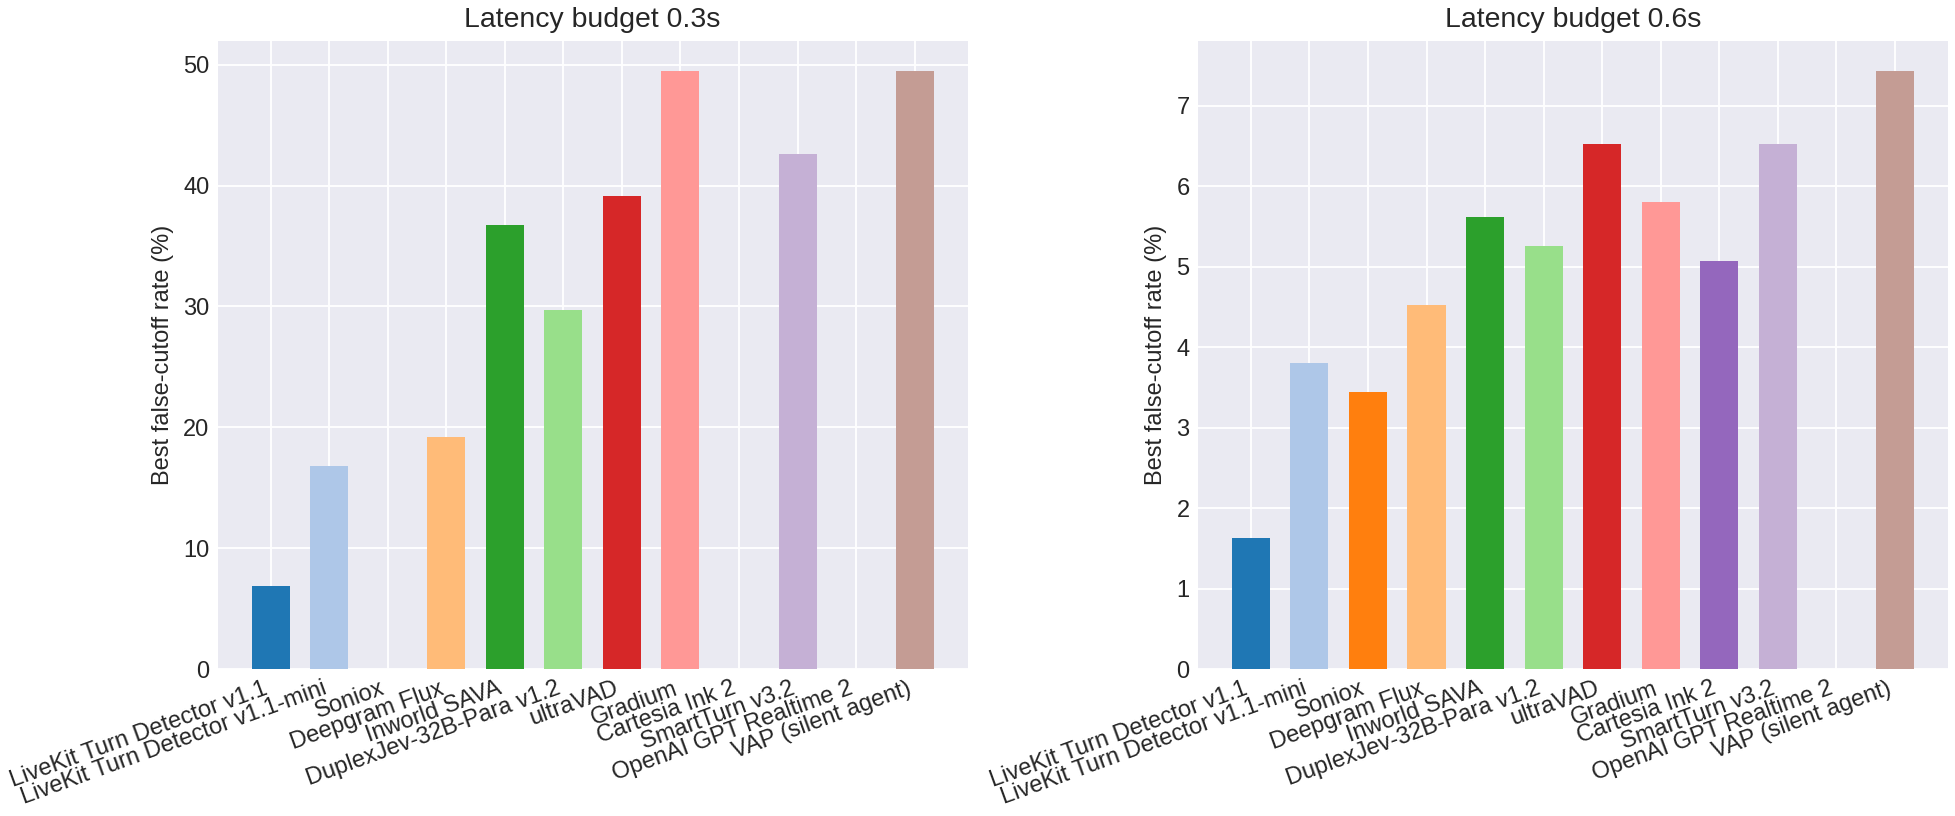 Latency budget 0.3s
Best false-cutoff rate (%)
50
40
30
20
10
0
LiveKit Turn Detector v1.1
LiveKit Turn Detector v1.1-mini
Soniox
Deepgram Flux
Inworld SAVA
DuplexJev-32B-Para v1.2
ultraVAD
Gradium
Cartesia Ink 2
SmartTurn v3.2
OpenAI GPT Realtime 2
VAP (silent agent)
Latency budget 0.6s
Best false-cutoff rate (%)
7
6
5
4
3
2
1
0
LiveKit Turn Detector v1.1
LiveKit Turn Detector v1.1-mini
Soniox
Deepgram Flux
Inworld SAVA
DuplexJev-32B-Para v1.2
ultraVAD
Gradium
Cartesia Ink 2
SmartTurn v3.2
OpenAI GPT Realtime 2
VAP (silent agent)